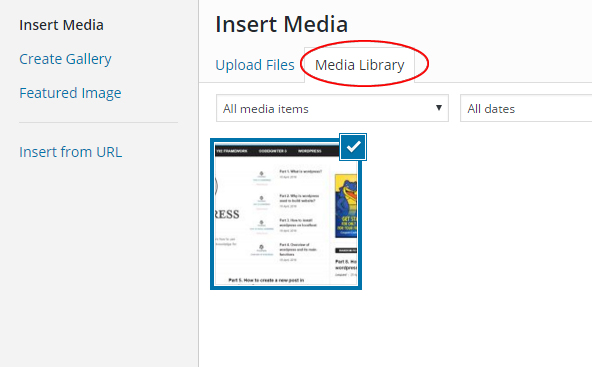 Insert Media
Create Gallery
Featured Image
Insert from URL
Insert Media
Upload Files
Media Library
All media items
All dates
YII FRAMEWORK
CODEIGNITER 3
WORDPRESS
Part 1. What is wordpress?
Part 2. Why is wordpress
used to build website?
Part 3. How to install
wordpress on localhost
Part 4. Overview of
wordpress and its main
functions
RESS
GET
Part 5. How to create a new post in